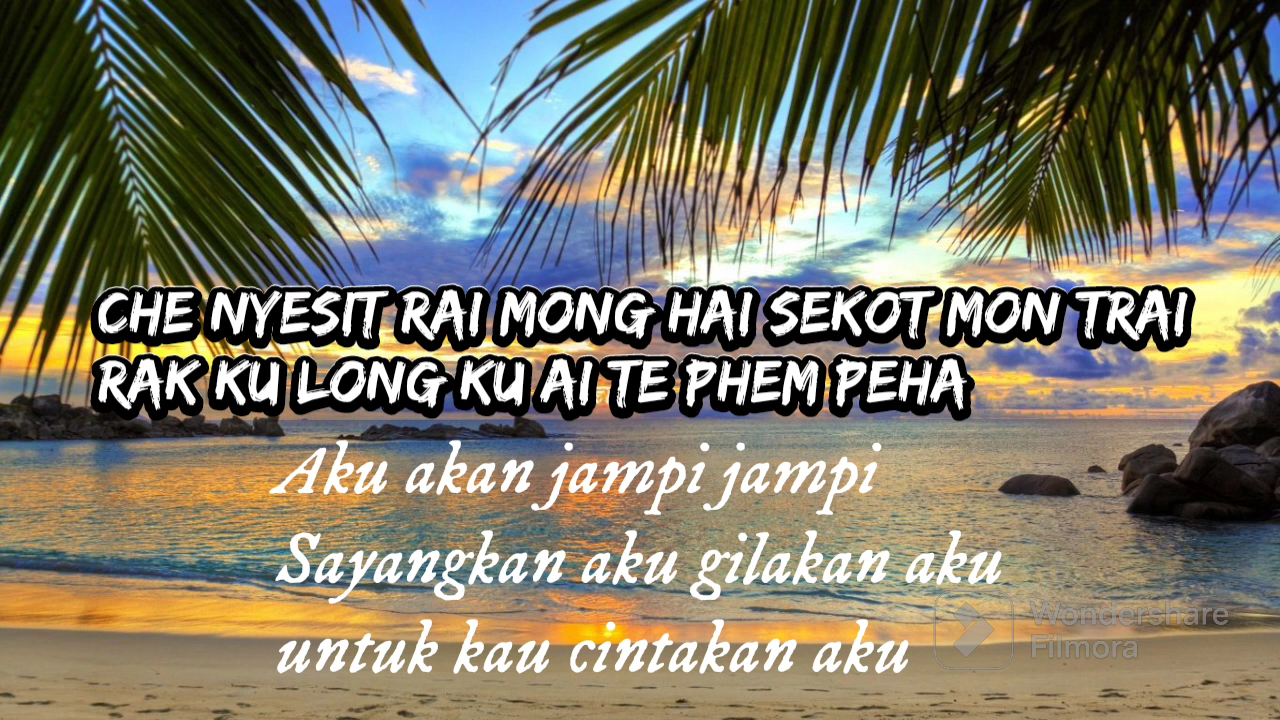 CHE NYESIT RAI MONG HAI SEKOT MON TRAI
RAK KU LONG KU AI TE PHEM PEHA
Aku akan jampi jampi
Sayangkan aku gilakan aku
untuk kau cintakan aku
Wondershare
Filmora